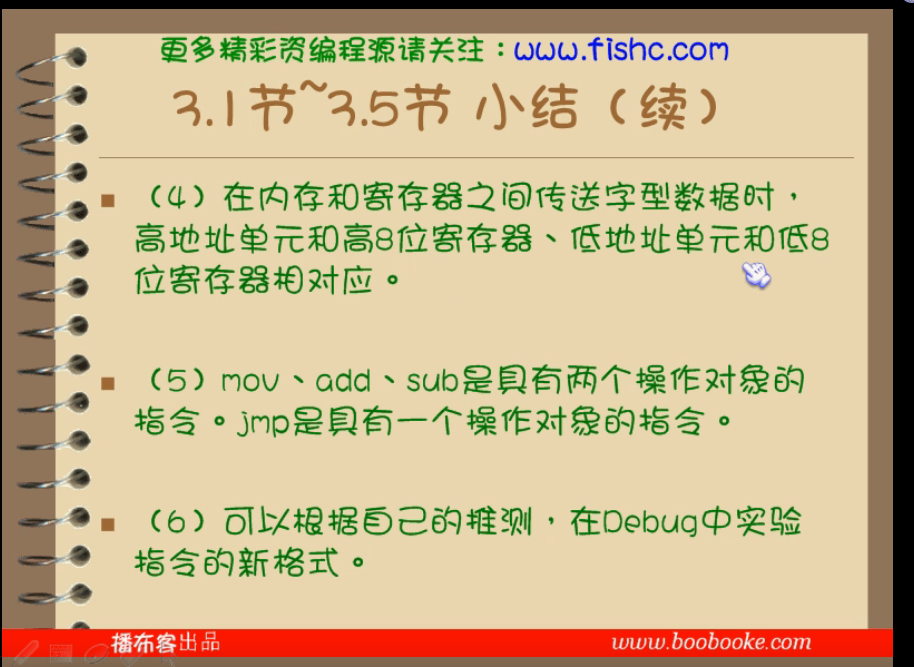 更多精彩资编程源请关注：www.fishc.com
3.1节~3.5节 小结（续）
（4）在内存和寄存器之间传送字型数据时，
高地址单元和高8位寄存器、低地址单元和低8
位寄存器相对应。
（5）mov、add、sub是具有两个操作对象的
指令。jmp是具有一个操作对象的指令。
（6）可以根据自己的推测，在Debug中实验
指令的新格式。
播布客出品
www.boobooke.com